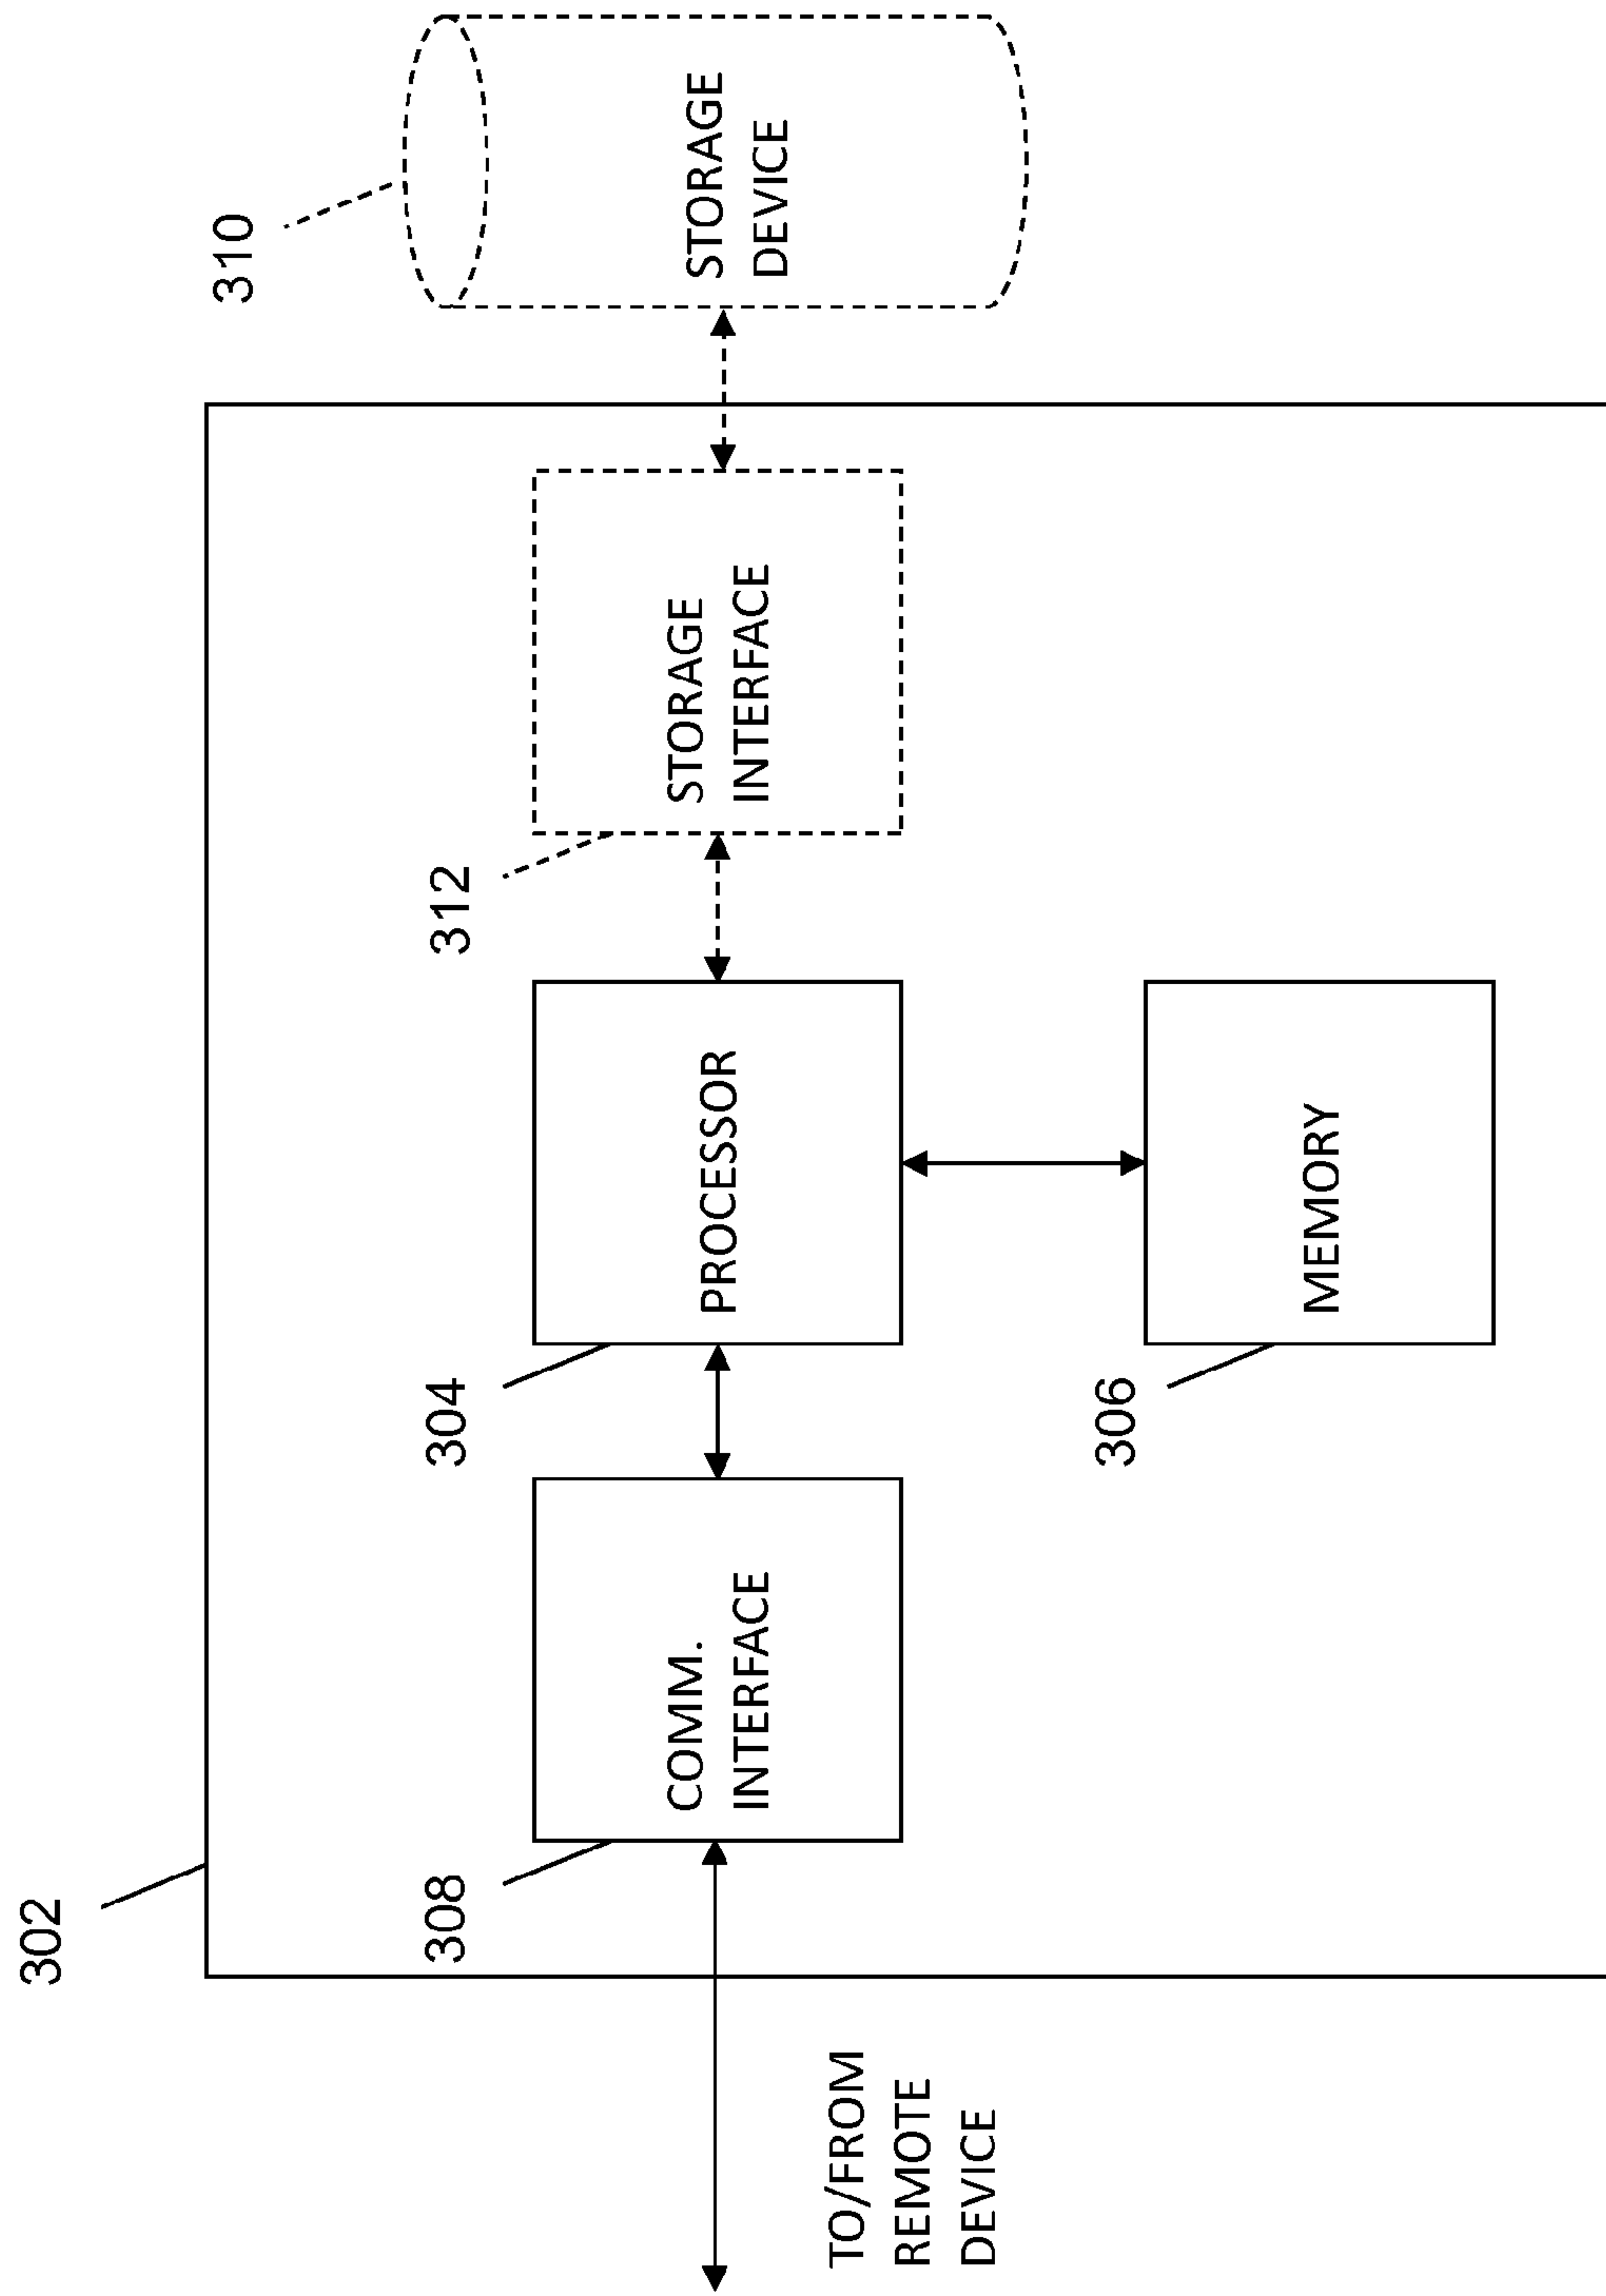 302
308
COMM.
INTERFACE
TO/FROM
REMOTE
DEVICE
304
PROCESSOR
306
MEMORY
312
STORAGE
INTERFACE
310
STORAGE
DEVICE